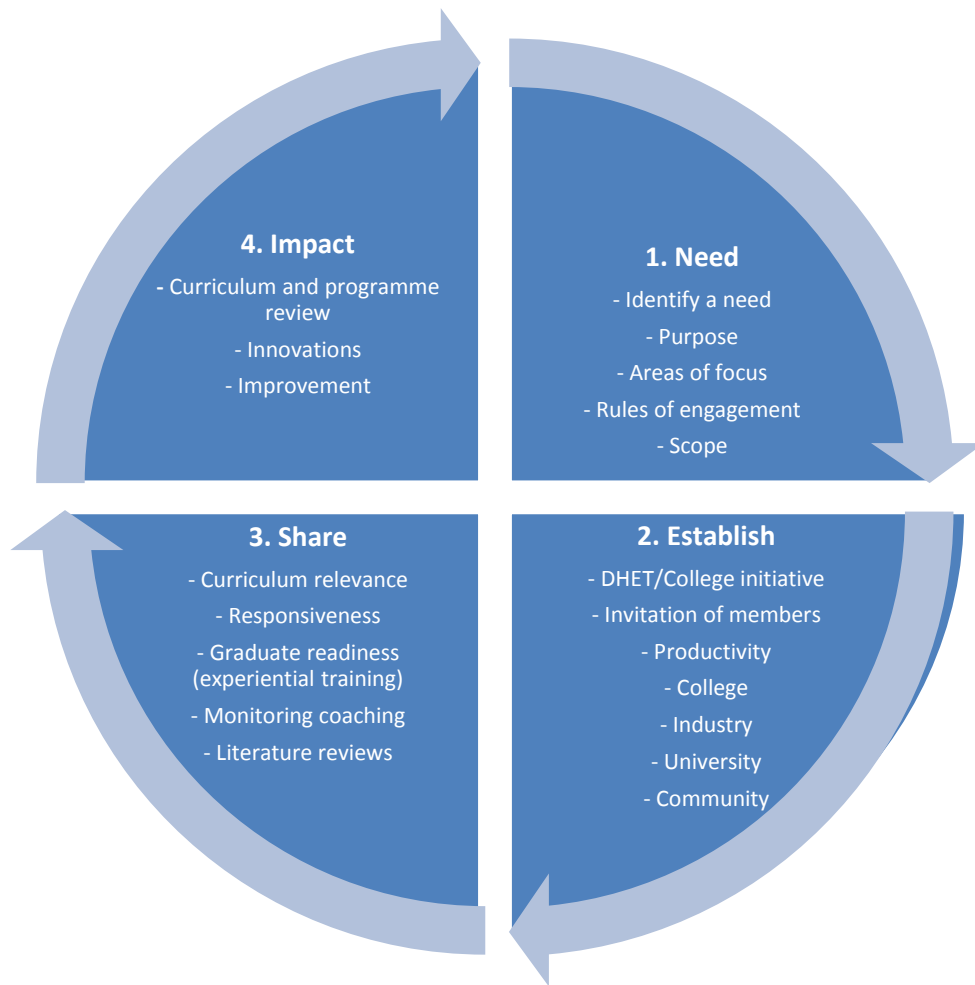 4. Impact
- Curriculum and programme
review
- Innovations
- Improvement
1. Need
- Identify a need
- Purpose
- Areas of focus
- Rules of engagement
- Scope
3. Share
- Curriculum relevance
- Responsiveness
- Graduate readiness
(experiential training)
- Monitoring coaching
- Literature reviews
2. Establish
- DHET/College initiative
- Invitation of members
- Productivity
- College
- Industry
- University
- Community